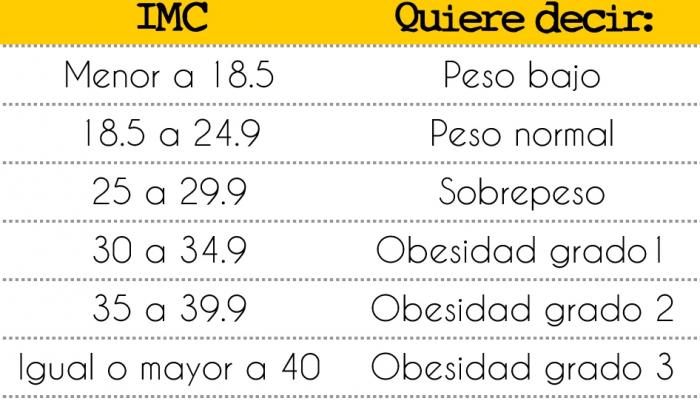 IMC Quiere decir:
Menor a 18.5 Peso bajo
18.5 a 24.9 Peso normal
25 a 29.9 Sobrepeso
30 a 34.9 Obesidad grado1
35 a 39.9 Obesidad grado 2
Igual o mayor a 40 Obesidad grado 3